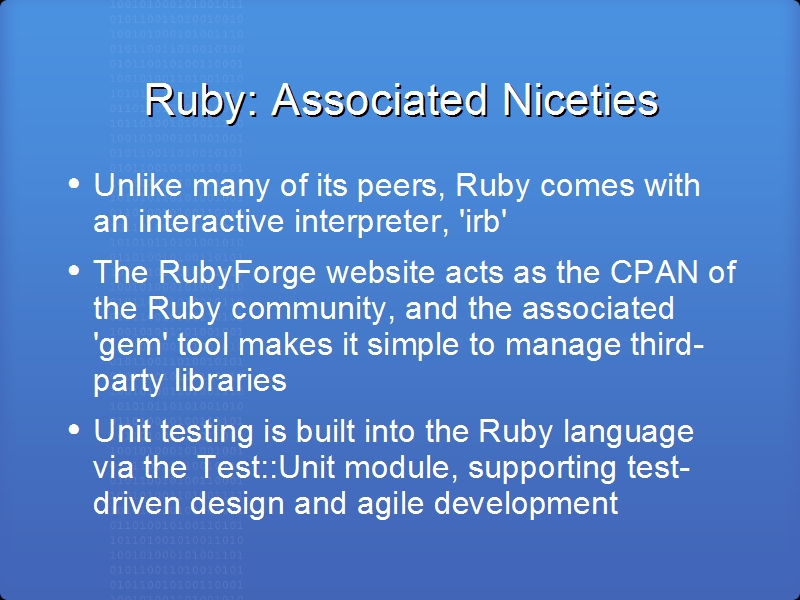 Ruby: Associated Niceties
• Unlike many of its peers, Ruby comes with
an interactive interpreter, 'irb'
• The RubyForge website acts as the CPAN of
the Ruby community, and the associated
'gem' tool makes it simple to manage third-
party libraries
• Unit testing is built into the Ruby language
via the Test::Unit module, supporting test-
driven design and agile development